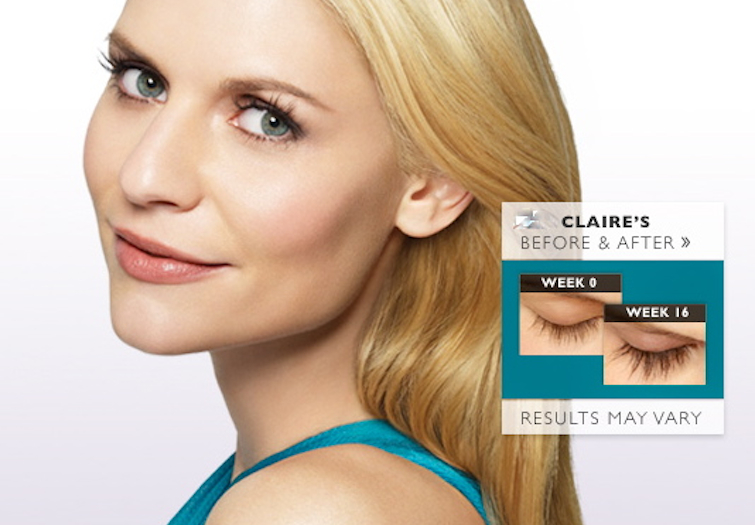 CLAIRE'S
BEFORE & AFTER »
WEEK 0
WEEK 16
RESULTS MAY VARY